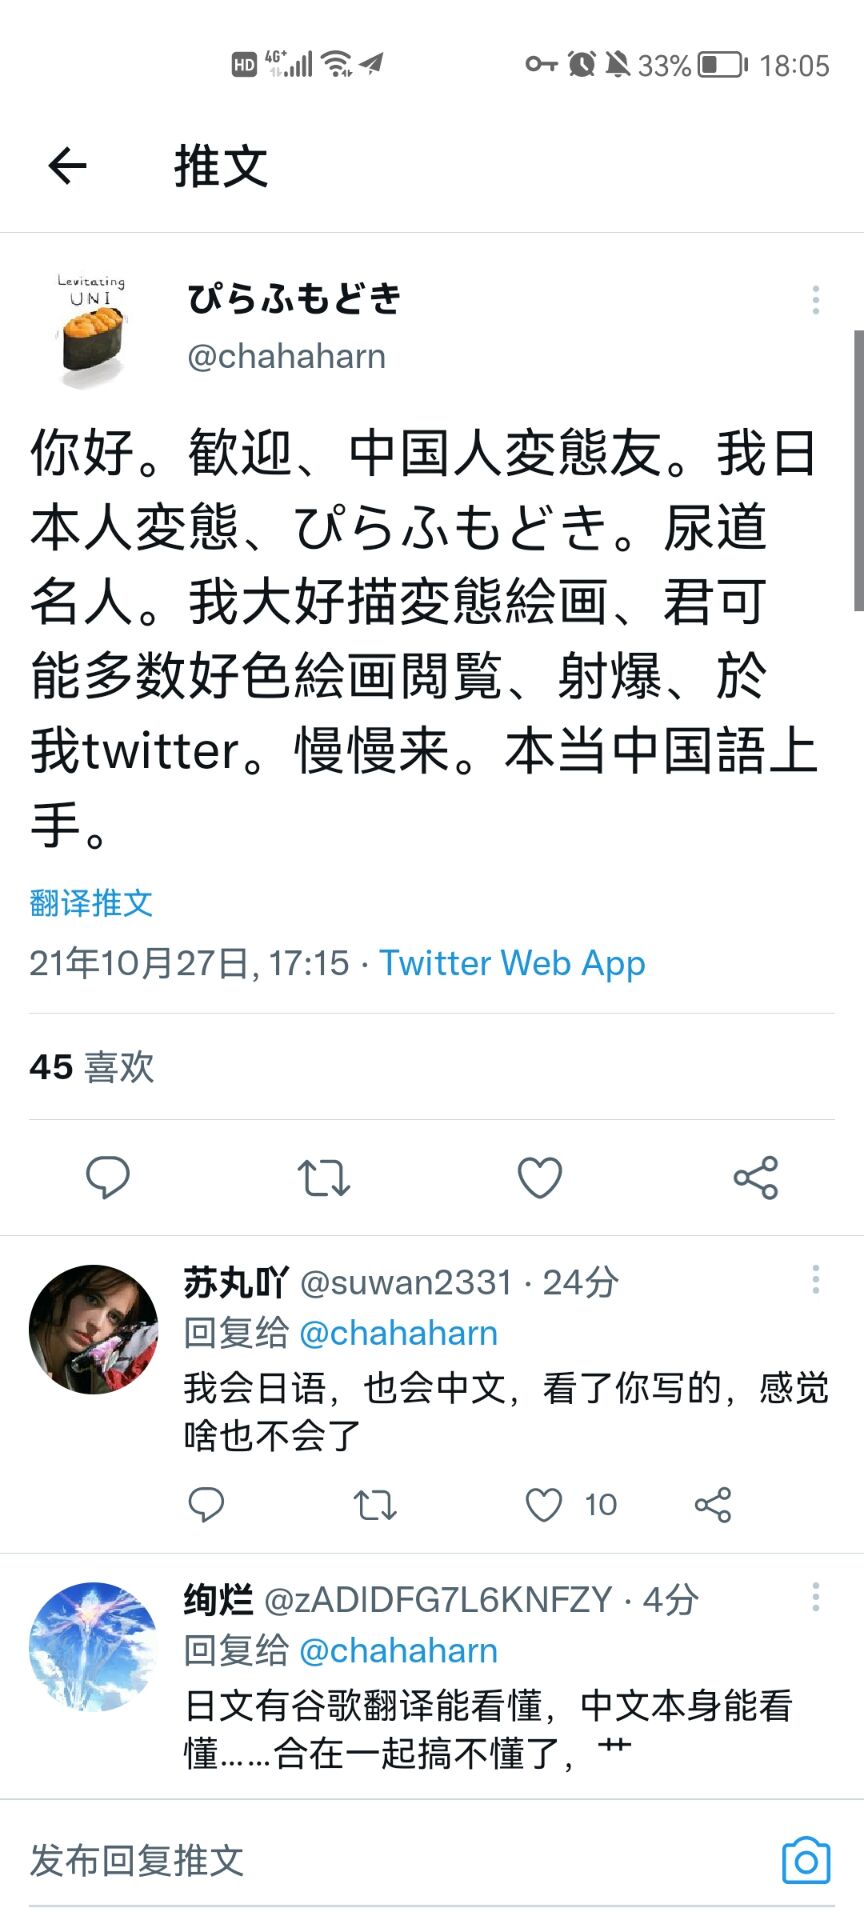 HD 4G+ 33% 18:05
推文
Levitating
UNI
ぴらふもどき
@chahaharn
你好。歓迎、中国人変態友。我日
本人変態、ぴらふもどき。尿道
名人。我大好描変態絵画、君可
能多数好色絵画閲覧、射爆、於
我twitter。慢慢来。本当中国語上
手。
翻译推文
21年10月27日, 17:15 · Twitter Web App
45 喜欢
苏丸吖 @suwan2331 · 24分
回复给 @chahaharn
我会日语，也会中文，看了你写的，感觉
啥也不会了
10
绚烂 @zADIDFG7L6KNFZY · 4分
回复给 @chahaharn
日文有谷歌翻译能看懂，中文本身能看
懂……合在一起搞不懂了，艹
发布回复推文